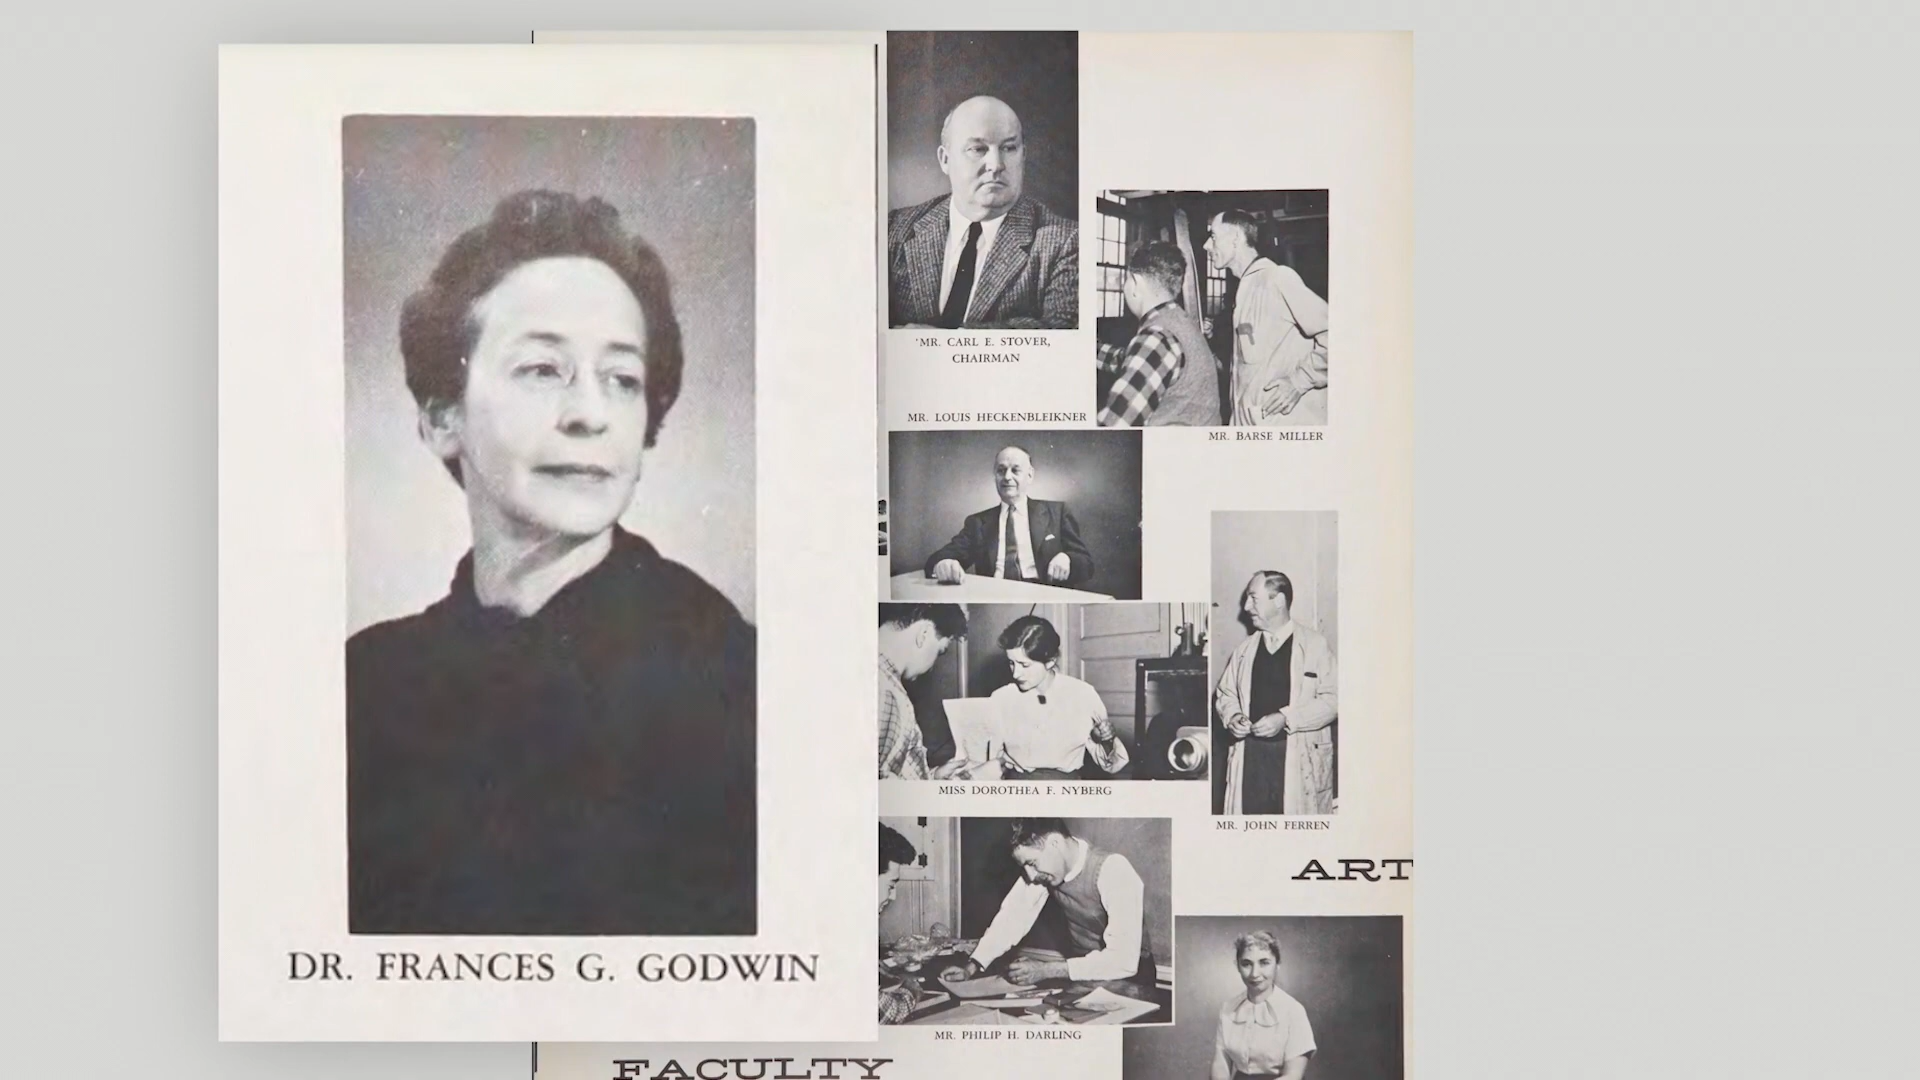 DR. FRANCES G. GODWIN
'MR. CARL E. STOVER,
CHAIRMAN
MR. BARSE MILLER
MR. LOUIS HECKENBLEIKNER
MISS DOROTHEA F. NYBERG
MR. JOHN FERREN
ART
MR. PHILIP H. DARLING
FACULTY